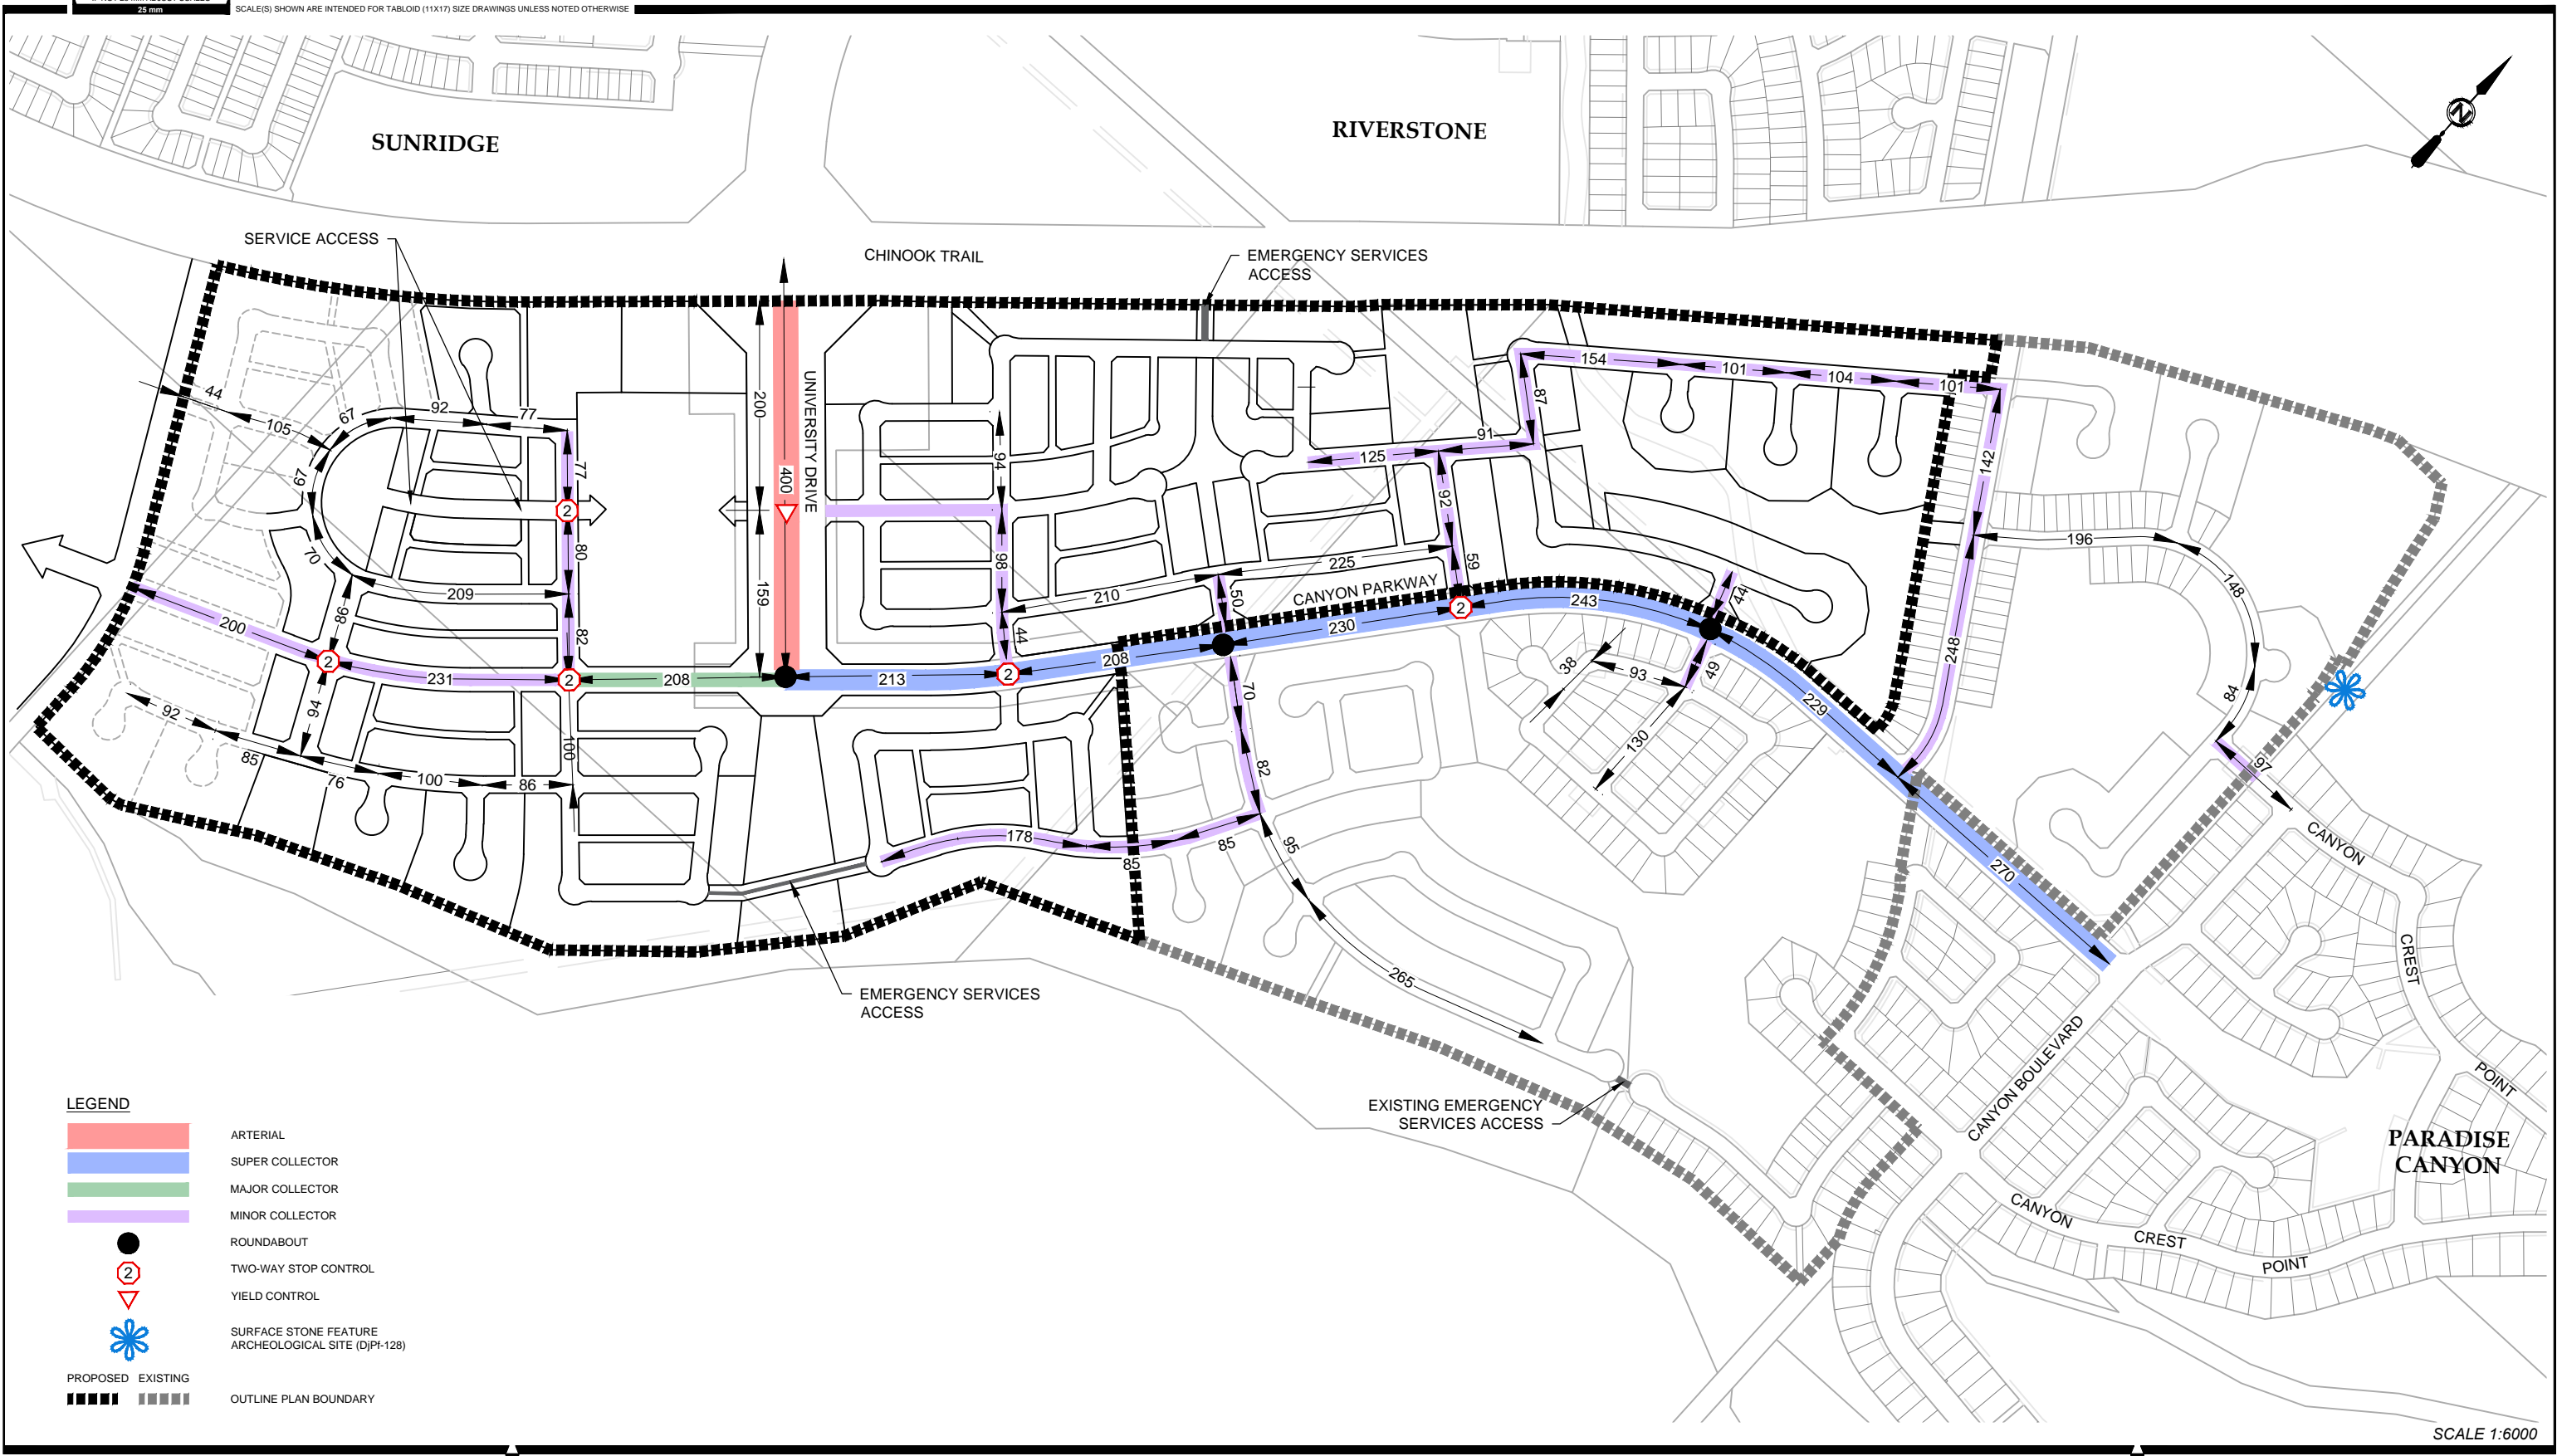 25 mm
SCALE(S) SHOWN ARE INTENDED FOR TABLOID (11X17) SIZE DRAWINGS UNLESS NOTED OTHERWISE
SUNRIDGE
RIVERSTONE
N
SERVICE ACCESS
CHINOOK TRAIL
EMERGENCY SERVICES
ACCESS
44
105
67
92
77
67
77
2
80
70
209
86
82
200
2
231
2
208
94
92
85
76
100
86
100
200
400
UNIVERSITY DRIVE
159
94
98
44
213
2
208
210
225
50
CANYON PARKWAY
230
59
2
243
154
101
104
101
87
91
125
92
142
196
148
84
97
248
44
49
38
93
130
229
270
70
82
178
85
85
95
265
EMERGENCY SERVICES
ACCESS
EXISTING EMERGENCY
SERVICES ACCESS
CANYON
CREST
POINT
CANYON BOULEVARD
PARADISE
CANYON
CANYON
CREST
POINT
LEGEND
ARTERIAL
SUPER COLLECTOR
MAJOR COLLECTOR
MINOR COLLECTOR
ROUNDABOUT
2
TWO-WAY STOP CONTROL
YIELD CONTROL
SURFACE STONE FEATURE
ARCHEOLOGICAL SITE (DjPf-128)
PROPOSED EXISTING
OUTLINE PLAN BOUNDARY
SCALE 1:6000